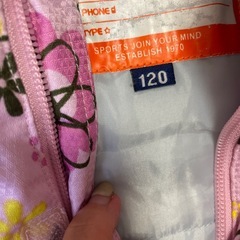 PHONE☎
TYPE☆
SPORTS JOIN YOUR MIND
ESTABLISH 1970
120